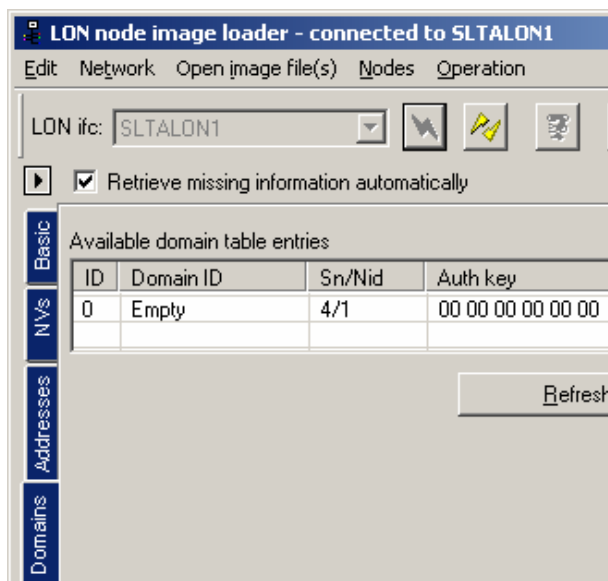 LON node image loader - connected to SLTALON1
Edit Network Open image file(s) Nodes Operation
LON ifc: SLTALON1
Retrieve missing information automatically
Basic
NVs
Addresses
Domains
Available domain table entries
ID Domain ID Sn/Nid Auth key
0 Empty 4/1 00 00 00 00 00 00
Refresh